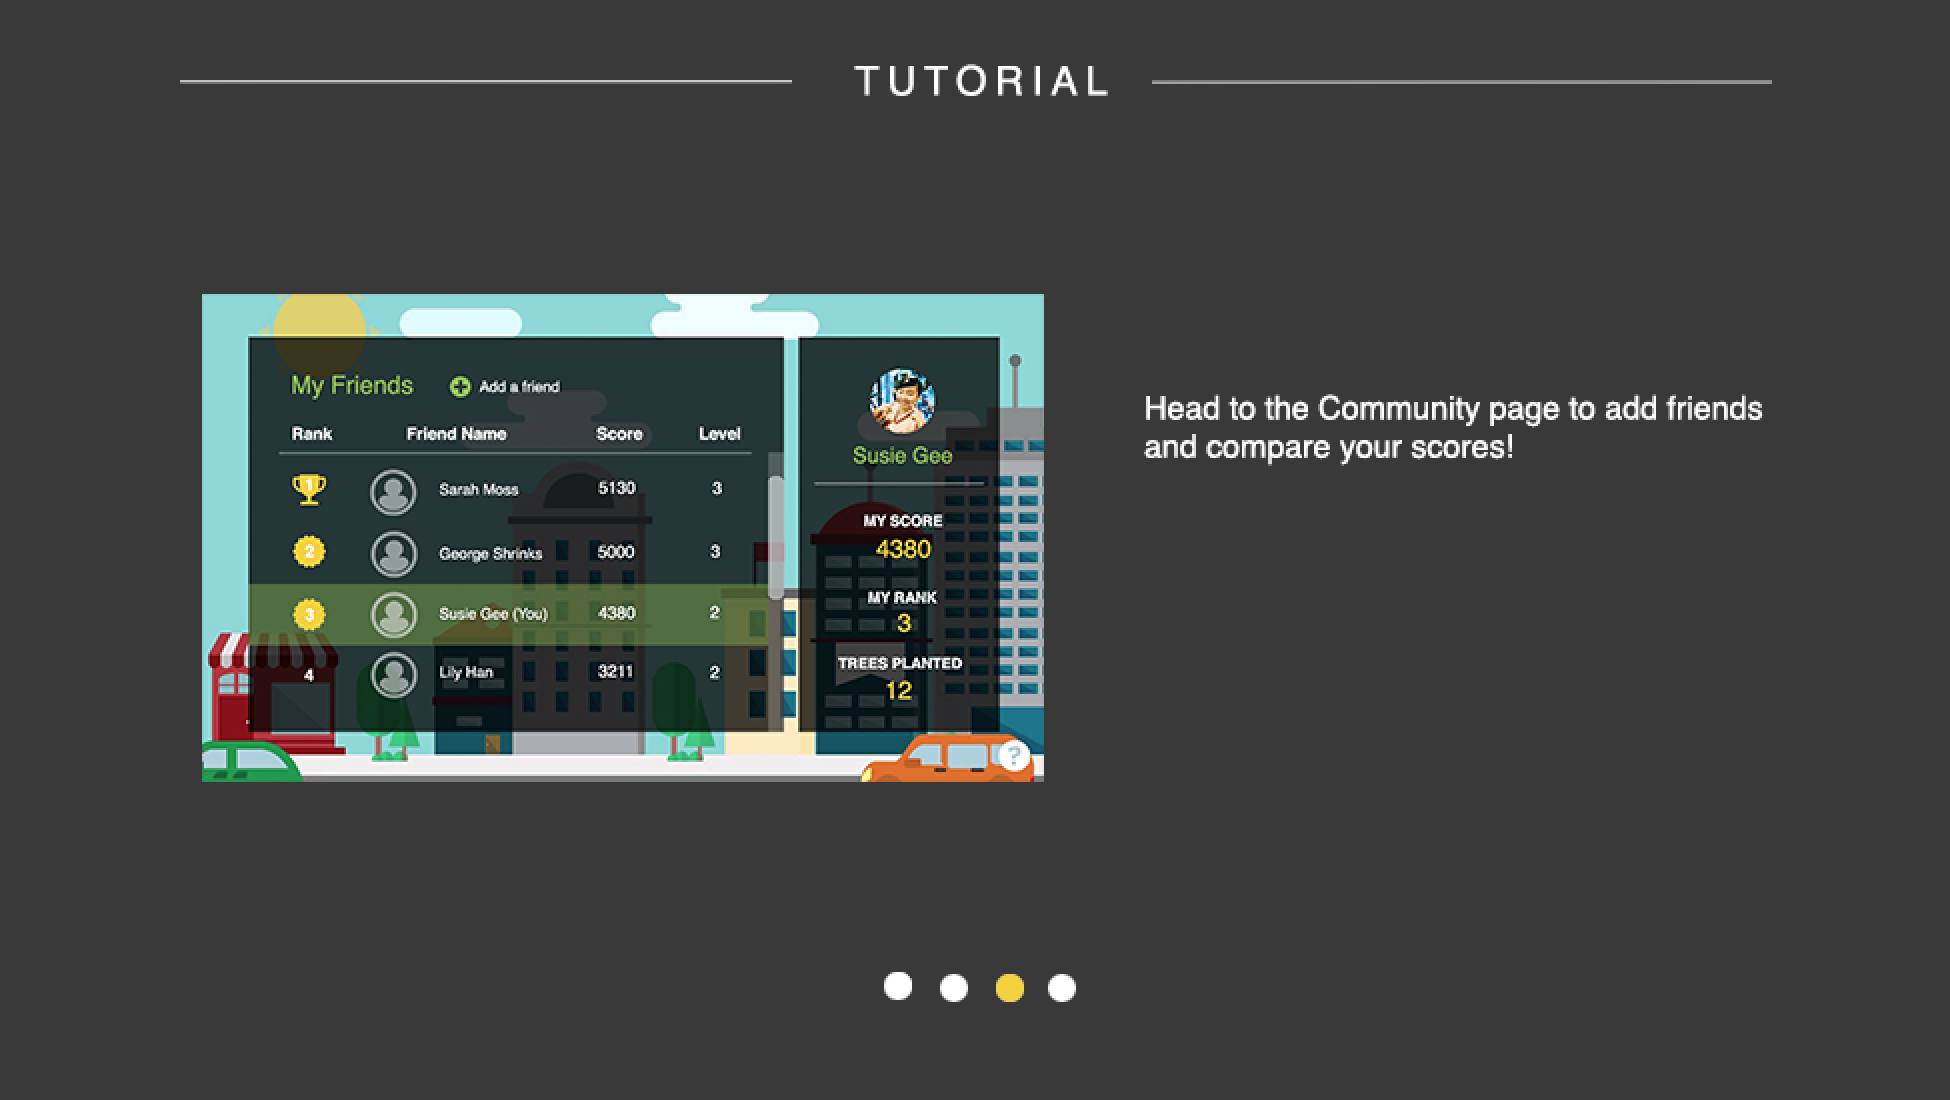 TUTORIAL
My Friends
Add a friend
Rank Friend Name Score Level
1 Sarah Moss 5130 3
2 George Shrinks 5000 3
3 Susie Gee (You) 4380 2
4 Lily Han 3211 2
Susie Gee
MY SCORE
4380
MY RANK
3
TREES PLANTED
12
?
Head to the Community page to add friends
and compare your scores!